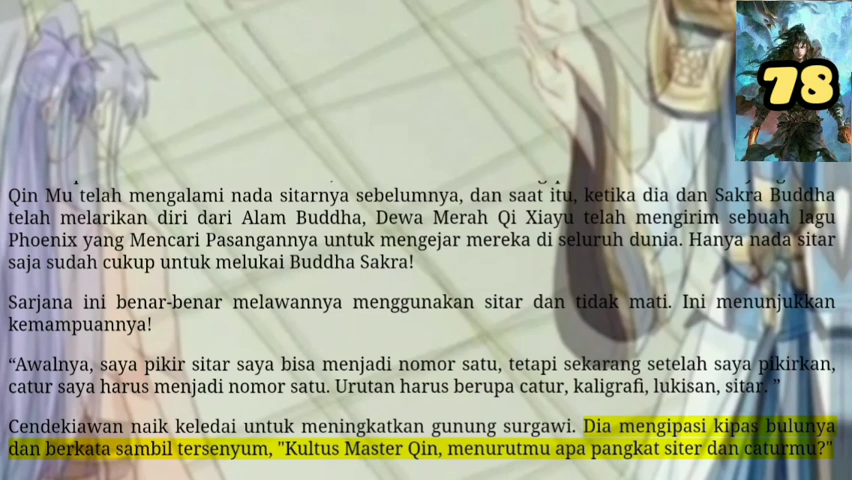 78
Qin Mu telah mengalami nada sitarnya sebelumnya, dan saat itu, ketika dia dan Sakra Buddha
telah melarikan diri dari Alam Buddha, Dewa Merah Qi Xiayu telah mengirim sebuah lagu
Phoenix yang Mencari Pasangannya untuk mengejar mereka di seluruh dunia. Hanya nada sitar
saja sudah cukup untuk melukai Buddha Sakra!
Sarjana ini benar-benar melawannya menggunakan sitar dan tidak mati. Ini menunjukkan
kemampuannya!
“Awalnya, saya pikir sitar saya bisa menjadi nomor satu, tetapi sekarang setelah saya pikirkan,
catur saya harus menjadi nomor satu. Urutan harus berupa catur, kaligrafi, lukisan, sitar. ”
Cendekiawan naik keledai untuk meningkatkan gunung surgawi. Dia mengipasi kipas bulunya
dan berkata sambil tersenyum, "Kultus Master Qin, menurutmu apa pangkat siter dan caturmu?"